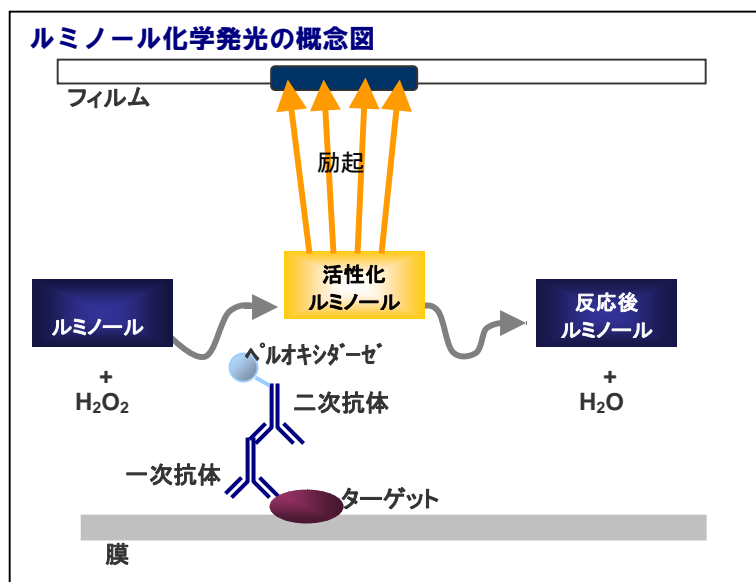 ルミノール化学発光の概念図
フィルム
励起
活性化
ルミノール
ルミノール
反応後
ルミノール
+
H₂O₂
+
H₂O
ﾍﾟﾙｵｷｼﾀﾞｰｾﾞ
二次抗体
一次抗体
ターゲット
膜